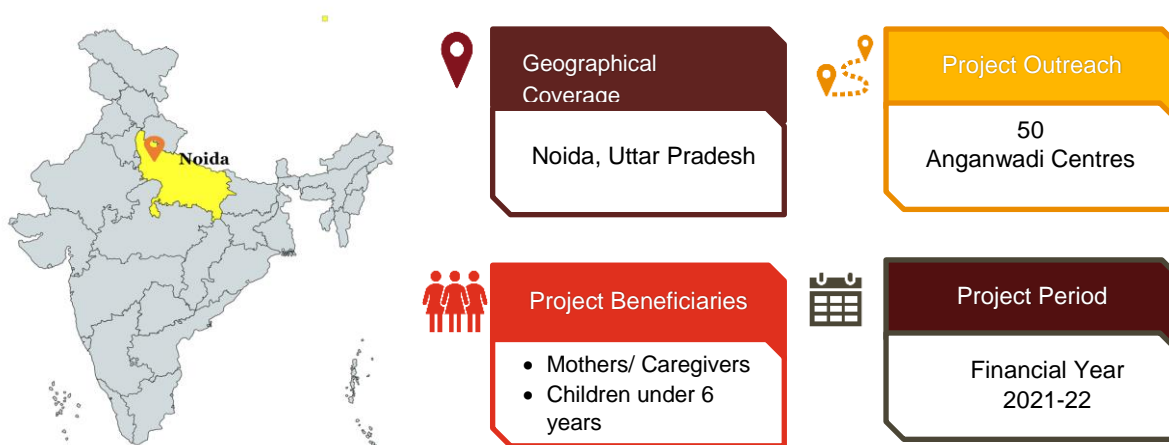 Noida
Geographical
Coverage
Noida, Uttar Pradesh
Project Outreach
50
Anganwadi Centres
Project Beneficiaries
• Mothers/ Caregivers
• Children under 6
years
Project Period
Financial Year
2021-22